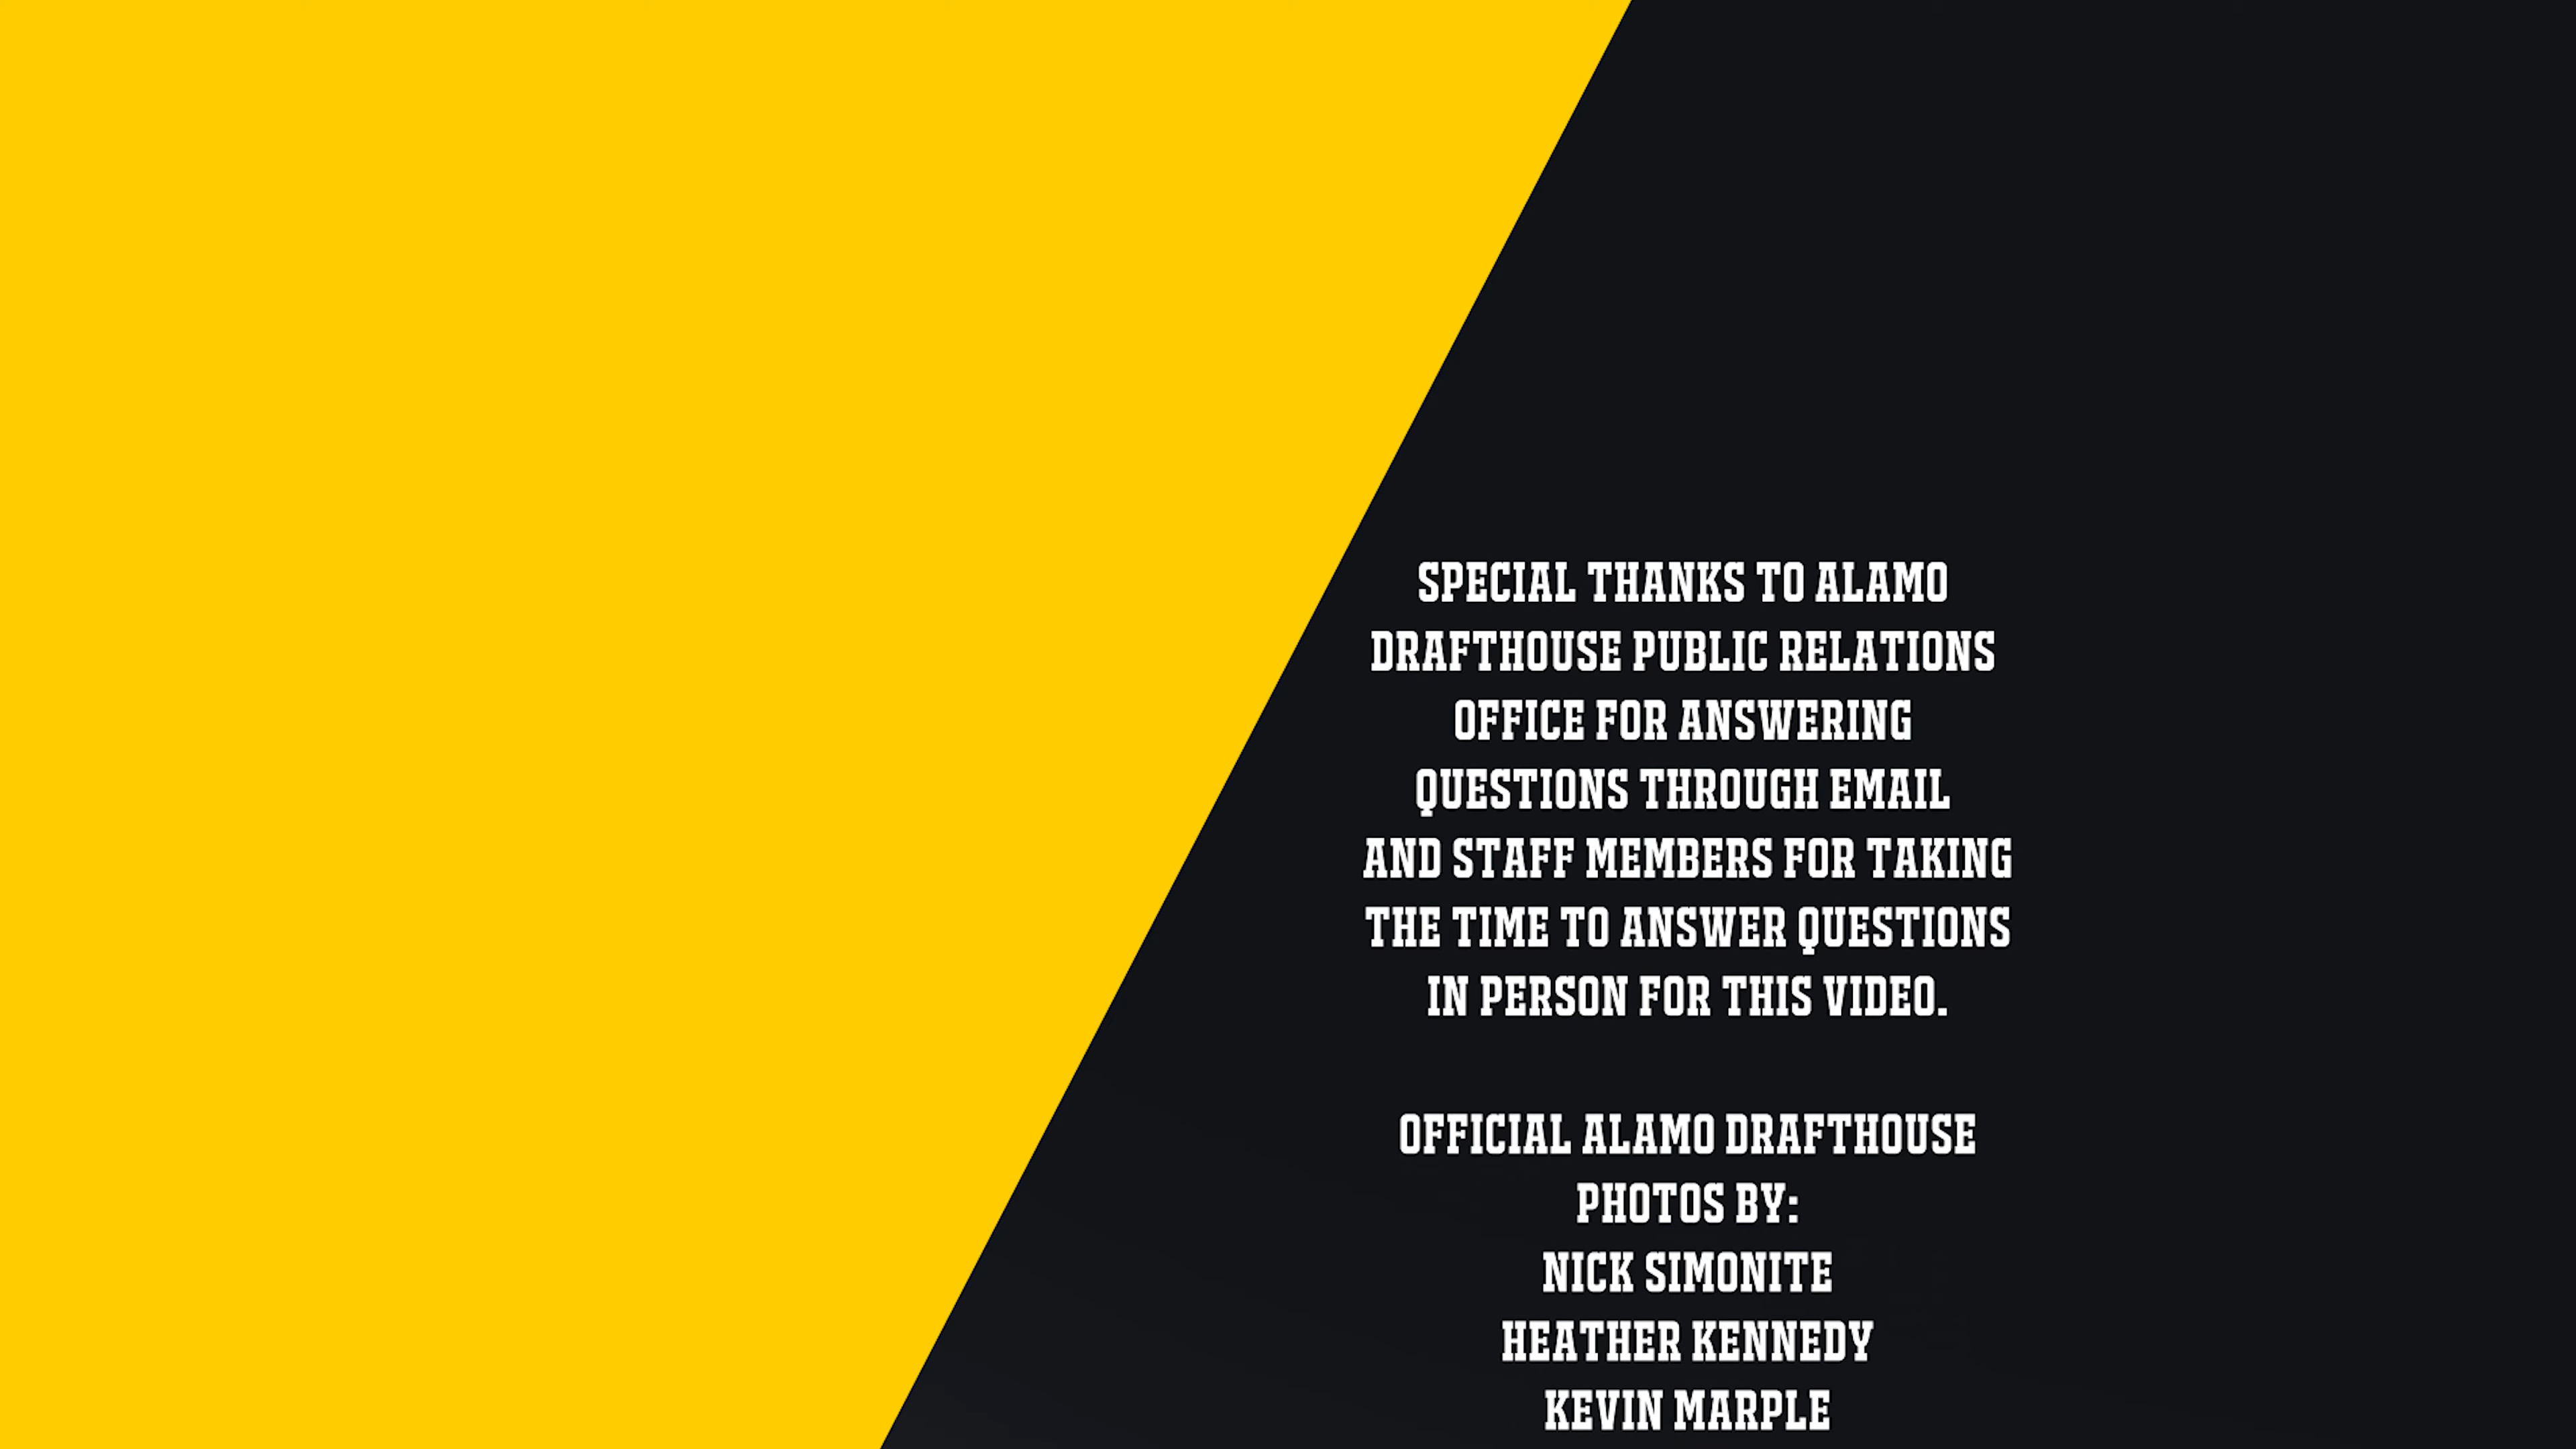 SPECIAL THANKS TO ALAMO
DRAFTHOUSE PUBLIC RELATIONS
OFFICE FOR ANSWERING
QUESTIONS THROUGH EMAIL
AND STAFF MEMBERS FOR TAKING
THE TIME TO ANSWER QUESTIONS
IN PERSON FOR THIS VIDEO.
OFFICIAL ALAMO DRAFTHOUSE
PHOTOS BY:
NICK SIMONITE
HEATHER KENNEDY
KEVIN MARPLE